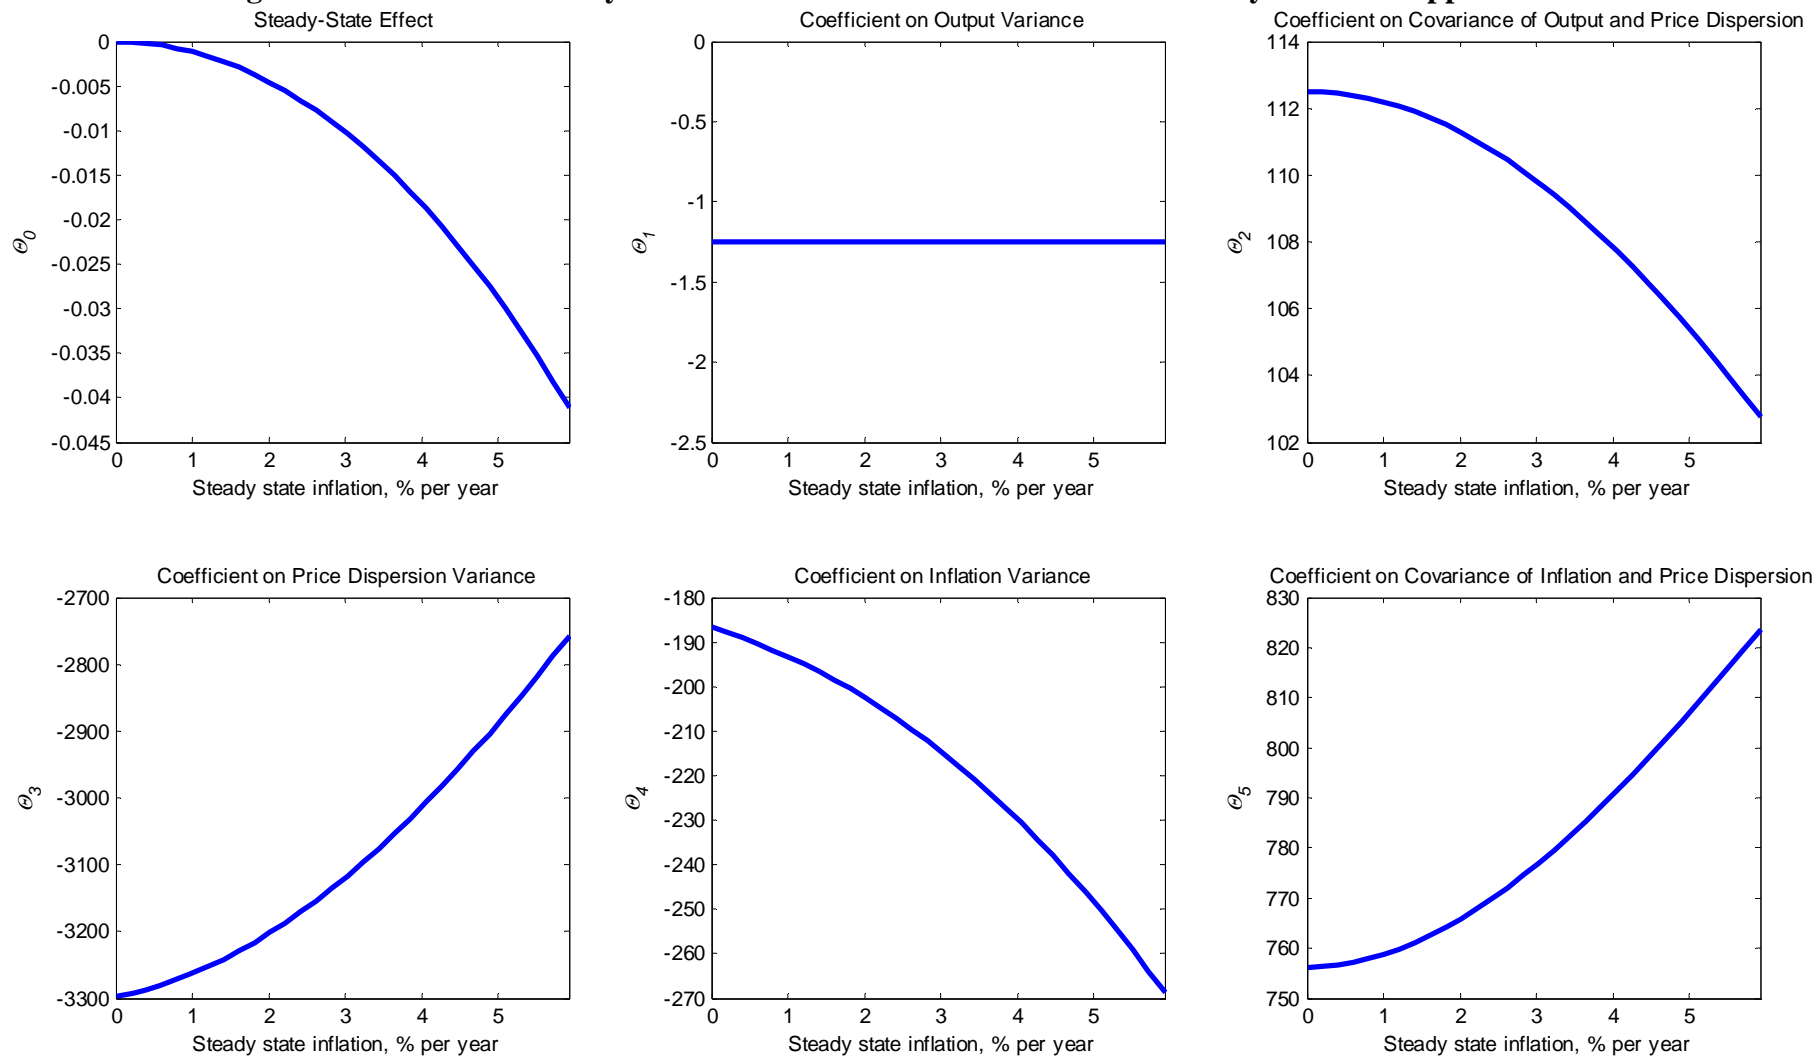 Steady-State Effect
0
-0.005
-0.01
-0.015
-0.02
-0.025
-0.03
-0.035
-0.04
-0.045
Θ0
0 1 2 3 4 5
Steady state inflation, % per year
Coefficient on Output Variance
0
-0.5
-1
-1.5
-2
-2.5
Θ1
0 1 2 3 4 5
Steady state inflation, % per year
Coefficient on Covariance of Output and Price Dispersion
114
112
110
108
106
104
102
Θ2
0 1 2 3 4 5
Steady state inflation, % per year
Coefficient on Price Dispersion Variance
-2700
-2800
-2900
-3000
-3100
-3200
-3300
Θ3
0 1 2 3 4 5
Steady state inflation, % per year
Coefficient on Inflation Variance
-180
-190
-200
-210
-220
-230
-240
-250
-260
-270
Θ4
0 1 2 3 4 5
Steady state inflation, % per year
Coefficient on Covariance of Inflation and Price Dispersion
830
820
810
800
790
780
770
760
750
Θ5
0 1 2 3 4 5
Steady state inflation, % per year